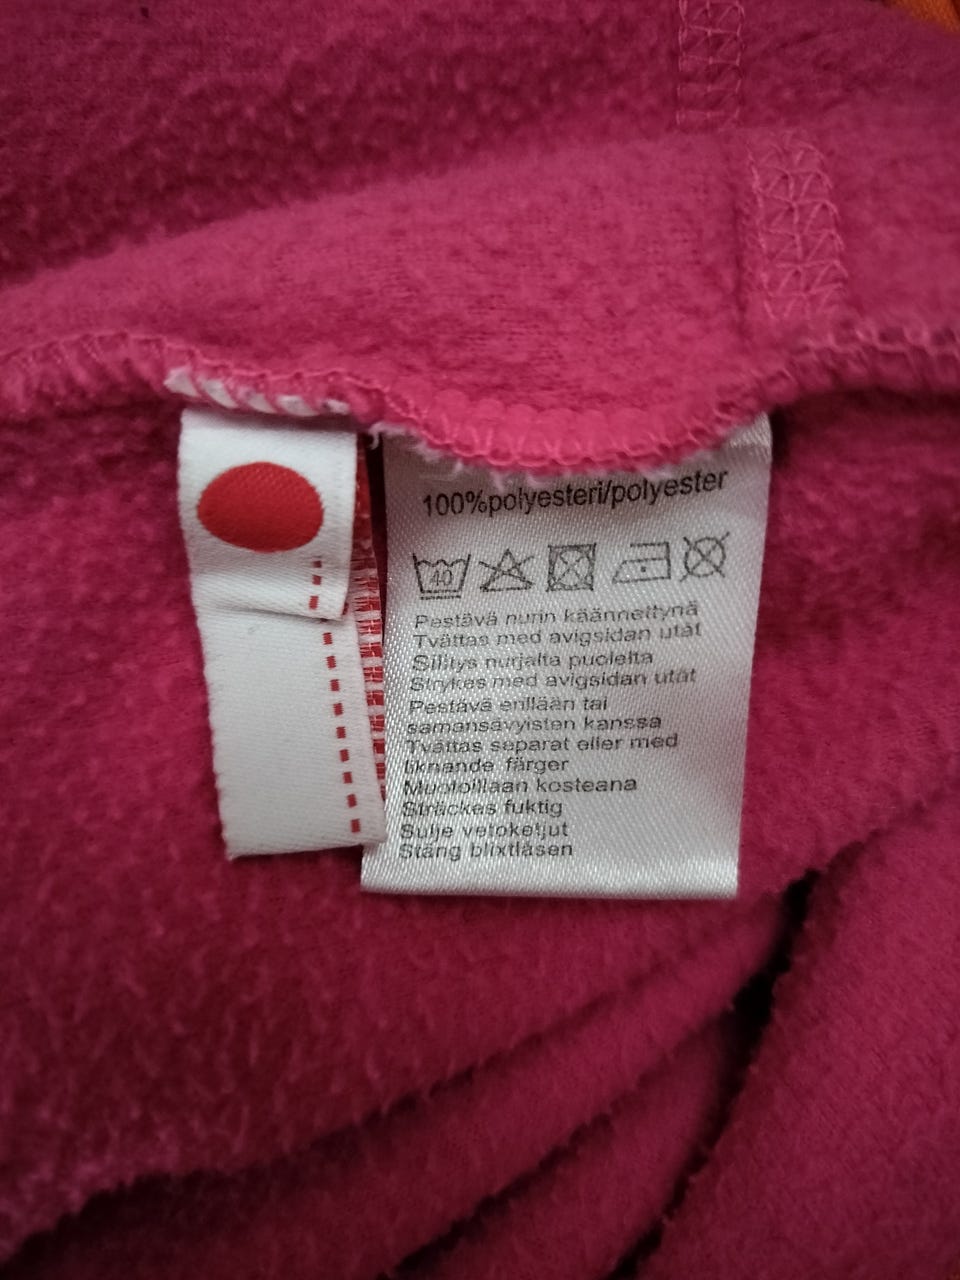 100%polyesteri/polyester
40
Pestävä nurin käännettynä
Tvättas med avigsidan utåt
Silitys nurjalta puolelta
Strykes med avigsidan utåt
Pestävä erillään tai
samansävyisten kanssa
Tvättas separat eller med
liknande färger
Muotoillaan kosteana
Sträckes fuktig
Sulje vetoketjut
Stäng blixtlåsen